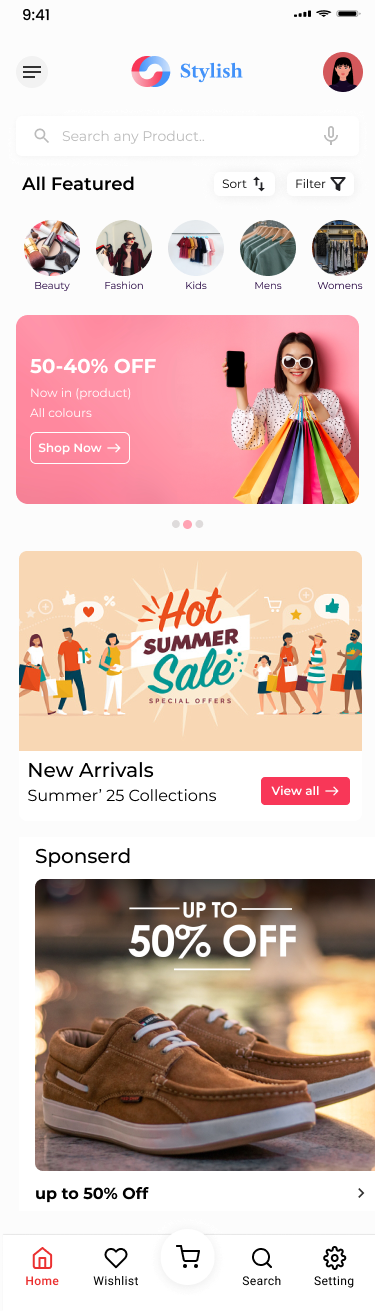 9:41
Stylish
Search any Product..
All Featured
Sort
Filter
Beauty
Fashion
Kids
Mens
Womens
50-40% OFF
Now in (product)
All colours
Shop Now
Hot
SUMMER
Sale
SPECIAL OFFERS
New Arrivals
Summer’ 25 Collections
View all
Sponserd
UP TO
50% OFF
up to 50% Off
Home
Wishlist
Search
Setting